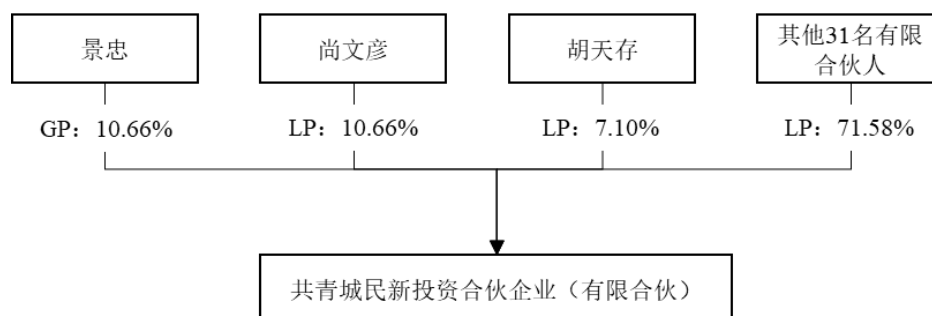 景忠
尚文彦
胡天存
其他31名有限
合伙人
GP：10.66%
LP：10.66%
LP：7.10%
LP：71.58%
共青城民新投资合伙企业（有限合伙）